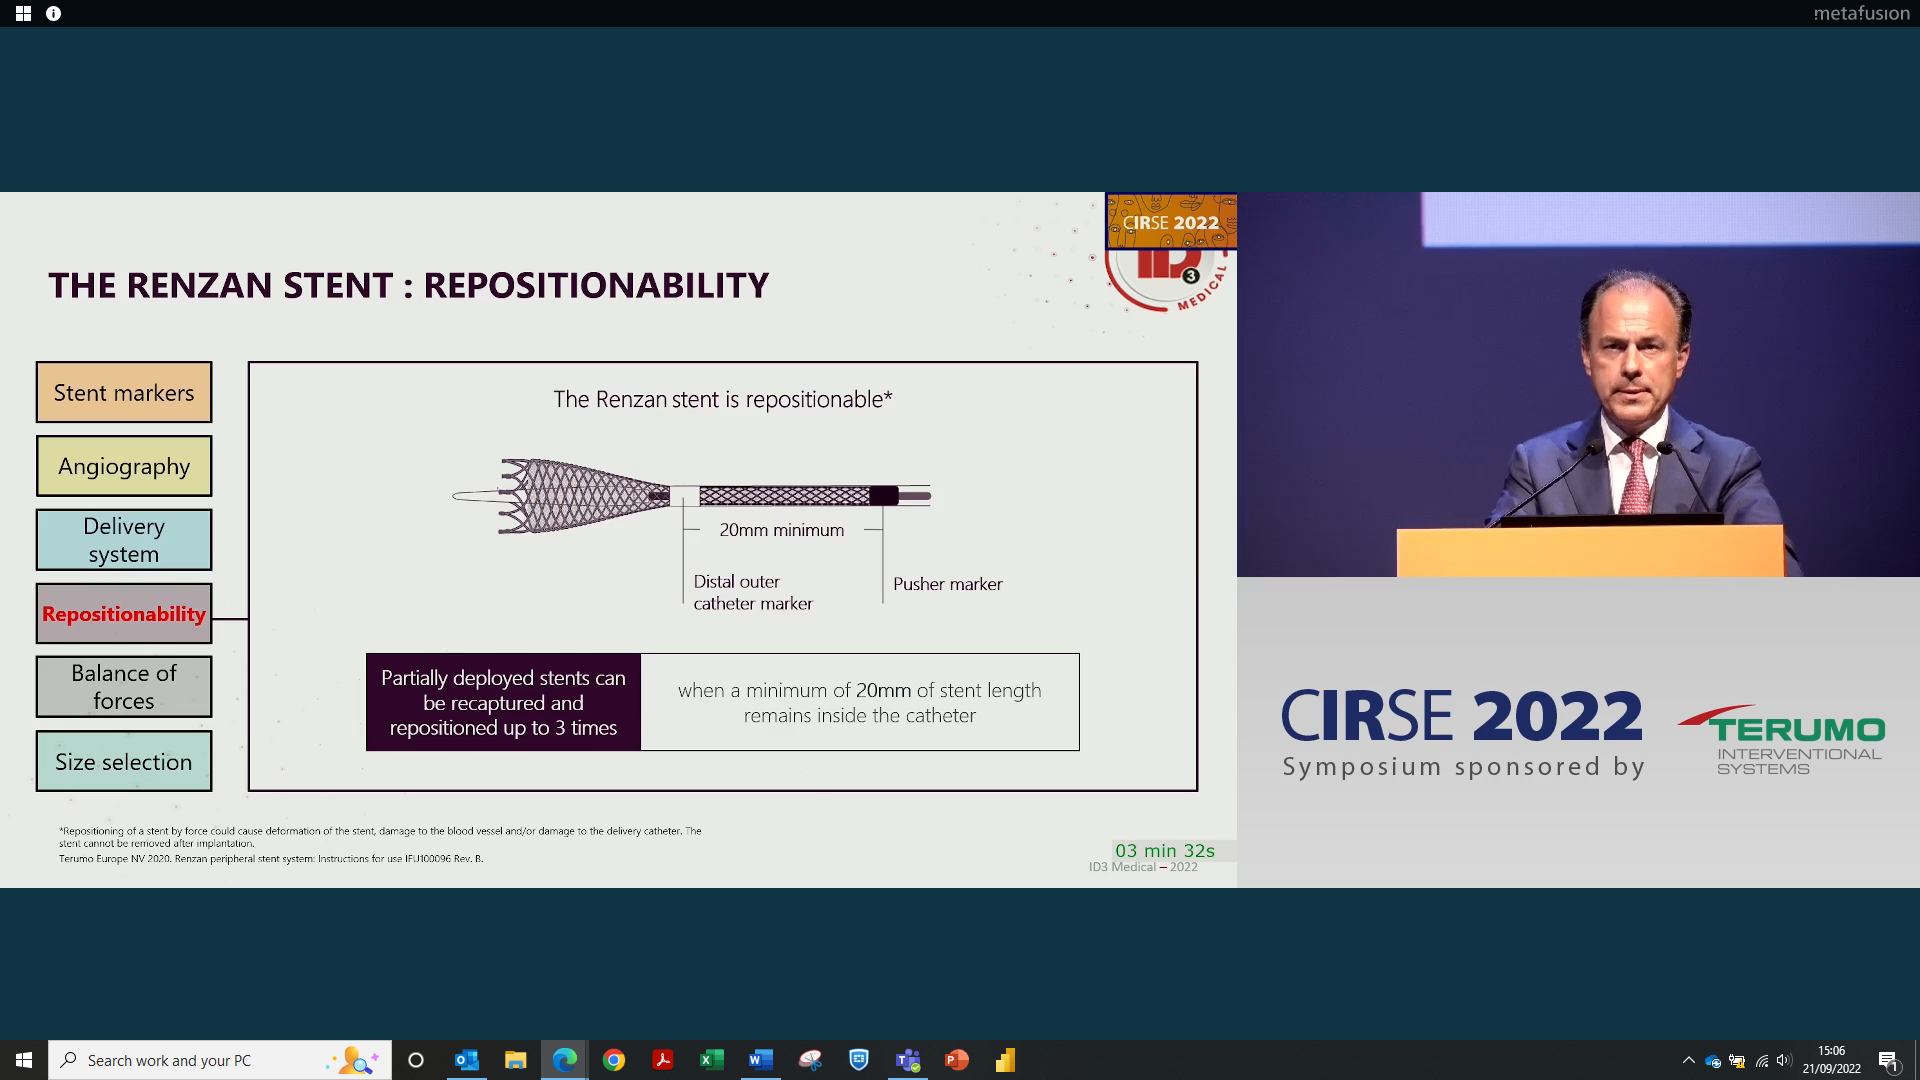 metafusion
CIRSE 2022
ID3
MEDICAL
THE RENZAN STENT : REPOSITIONABILITY
Stent markers
Angiography
Delivery
system
Repositionability
Balance of
forces
Size selection
The Renzan stent is repositionable*
20mm minimum
Distal outer
catheter marker
Pusher marker
Partially deployed stents can
be recaptured and
repositioned up to 3 times
when a minimum of 20mm of stent length
remains inside the catheter
*Repositioning of a stent by force could cause deformation of the stent, damage to the blood vessel and/or damage to the delivery catheter. The
stent cannot be removed after implantation.
Terumo Europe NV 2020. Renzan peripheral stent system: Instructions for use IFU100096 Rev. B.
03 min 32s
ID3 Medical – 2022
CIRSE 2022
Symposium sponsored by
TERUMO
INTERVENTIONAL
SYSTEMS
Search work and your PC
15:06
21/09/2022
1